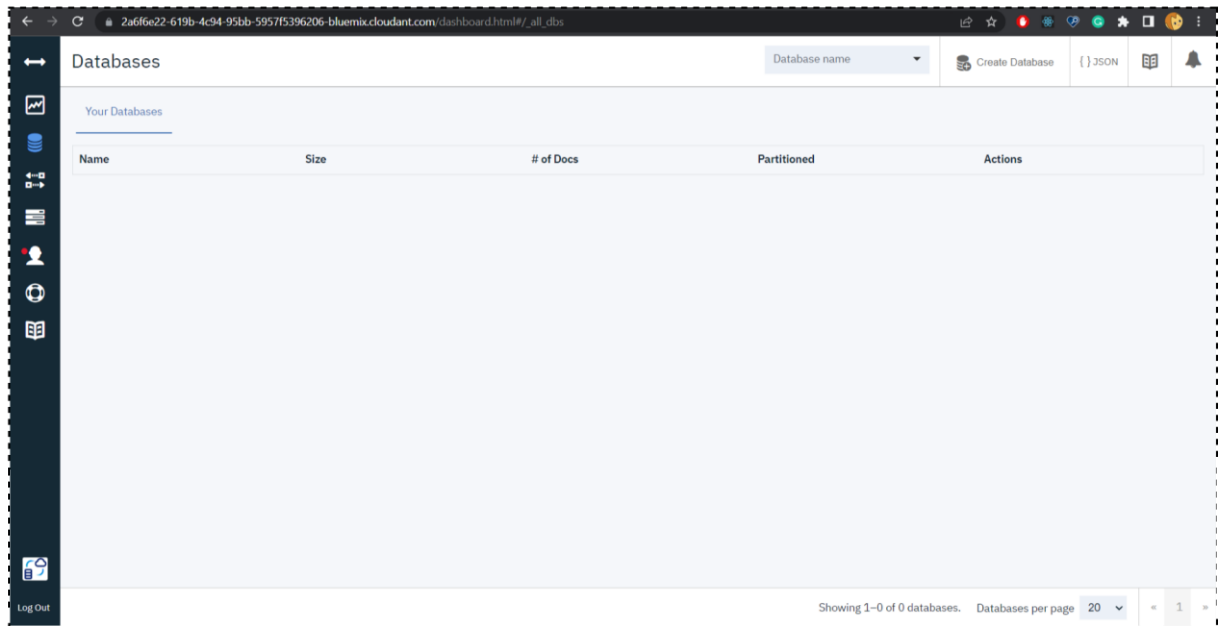 2a6f6e22-619b-4c94-95bb-5957f5396206-bluemix.cloudant.com/dashboard.html#/_all_dbs
Databases
Database name
Create Database
{ } JSON
Your Databases
Name Size # of Docs Partitioned Actions
Log Out
Showing 1–0 of 0 databases. Databases per page 20 « 1 »